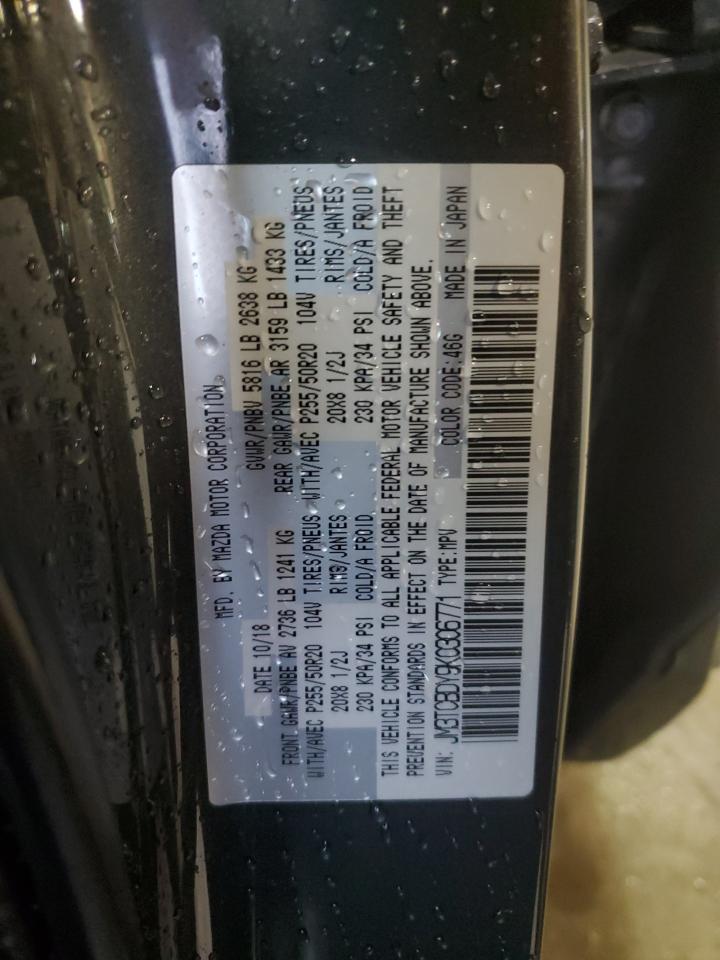 MFD. BY MAZDA MOTOR CORPORATION
DATE 10/18 GVWR/PNBV 5816 LB 2638 KG
FRONT GAWR/PNBE AV 2736 LB 1241 KG REAR GAWR/PNBE AR 3159 LB 1433 KG
WITH/AVEC P255/50R20 104V TIRES/PNEUS WITH/AVEC P255/50R20 104V TIRES/PNEUS
20X8 1/2J RIMS/JANTES 20X8 1/2J RIMS/JANTES
230 KPA/34 PSI COLD/A FROID 230 KPA/34 PSI COLD/A FROID
THIS VEHICLE CONFORMS TO ALL APPLICABLE FEDERAL MOTOR VEHICLE SAFETY AND THEFT
PREVENTION STANDARDS IN EFFECT ON THE DATE OF MANUFACTURE SHOWN ABOVE.
VIN: JM3TCBDY9K0306771 TYPE:MPV COLOR CODE:46G MADE IN JAPAN